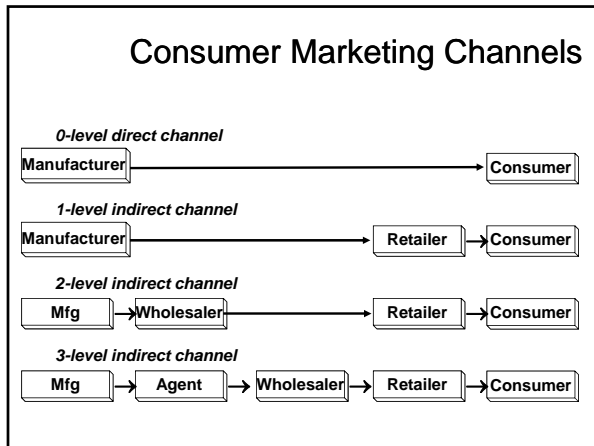 Consumer Marketing Channels
0-level direct channel
Manufacturer Consumer
1-level indirect channel
Manufacturer Retailer Consumer
2-level indirect channel
Mfg Wholesaler Retailer Consumer
3-level indirect channel
Mfg Agent Wholesaler Retailer Consumer